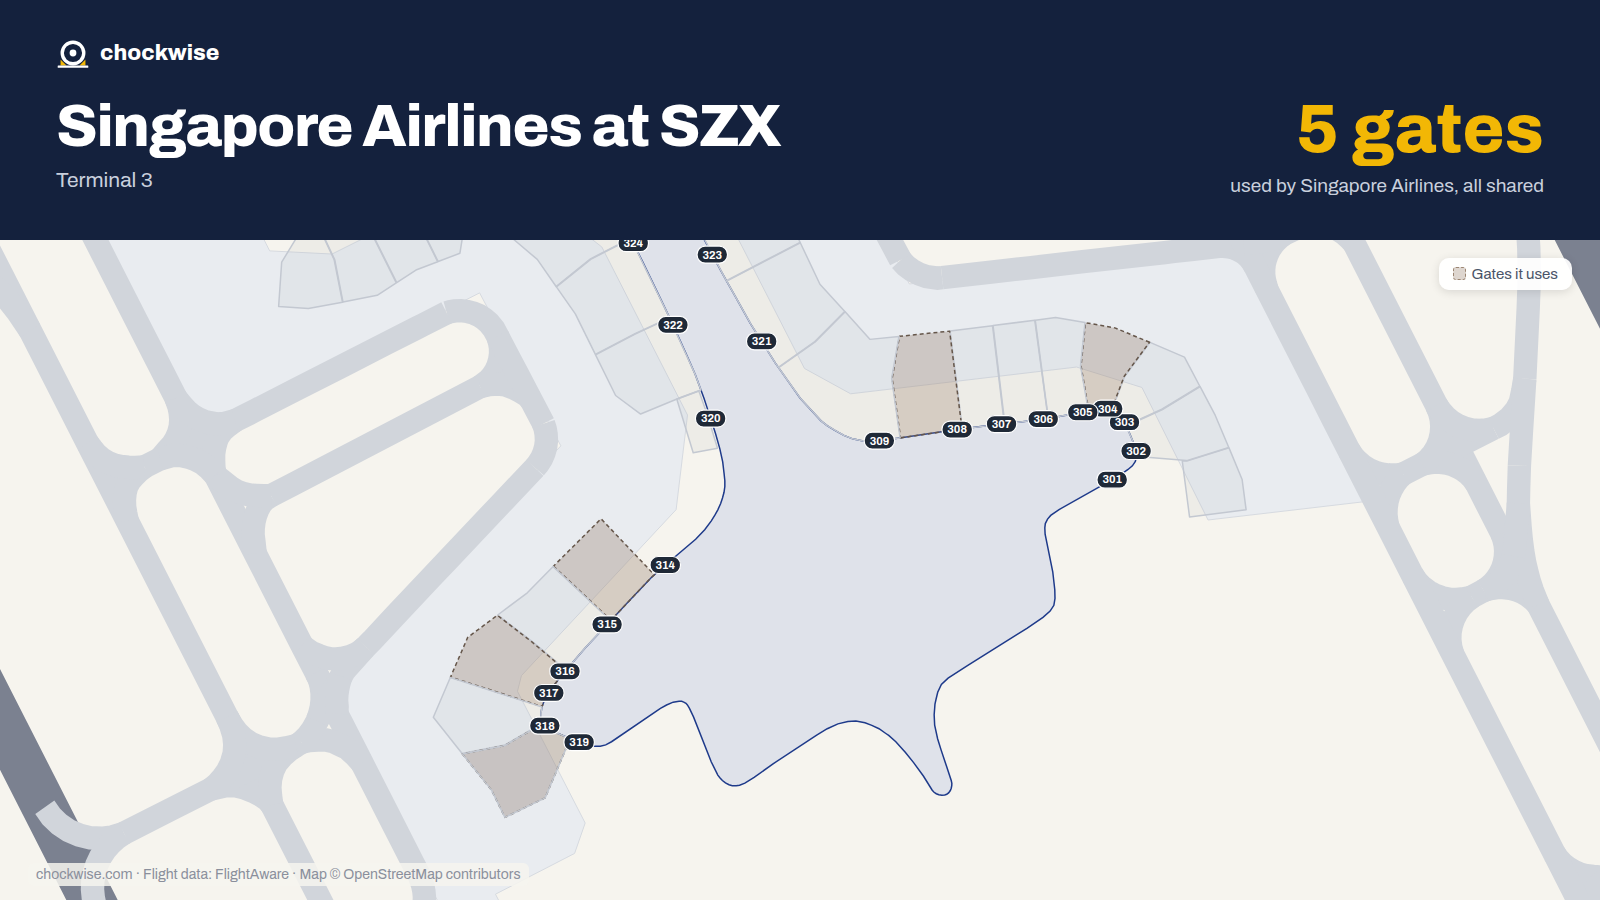 chockwise
Singapore Airlines at SZX
Terminal 3
5 gates
used by Singapore Airlines, all shared
Gates it uses
324
323
322
321
320
309
308
307
306
305
304
303
302
301
314
315
316
317
318
319
chockwise.com · Flight data: FlightAware · Map © OpenStreetMap contributors